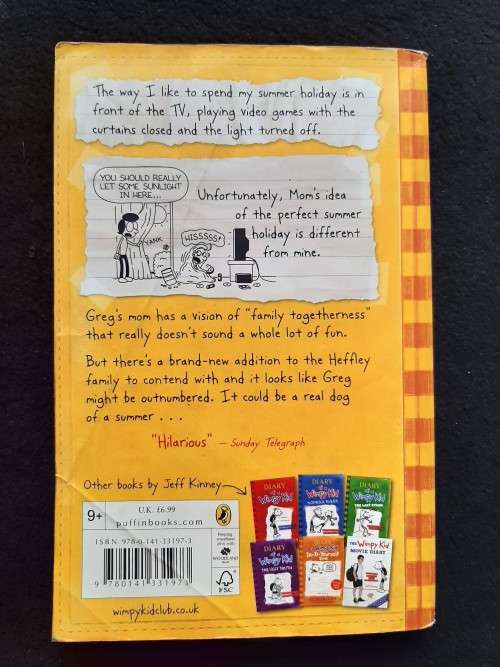 The way I like to spend my summer holiday is in
front of the TV, playing video games with the
curtains closed and the light turned off.
YOU SHOULD REALLY
LET SOME SUNLIGHT
IN HERE...
YANK
HISSSSS!
Unfortunately, Mom's idea
of the perfect summer
holiday is different
from mine.
Greg's mom has a vision of "family togetherness"
that really doesn't sound a whole lot of fun.
But there's a brand-new addition to the Heffley
family to contend with and it looks like Greg
might be outnumbered. It could be a real dog
of a summer . . .
"Hilarious" – Sunday Telegraph
Other books by Jeff Kinney
9+
U.K. £6.99
puffinbooks.com
ISBN 978-0-141-33197-3
9 780141 331973
WOODLAND
FSC
wimpykidclub.co.uk
DIARY
of a
Wimpy Kid
DIARY
of a
Wimpy Kid
RODRICK RULES
DIARY
of a
Wimpy Kid
THE LAST STRAW
DIARY
of a
Wimpy Kid
THE UGLY TRUTH
Do-It-Yourself
THE Wimpy Kid
MOVIE DIARY